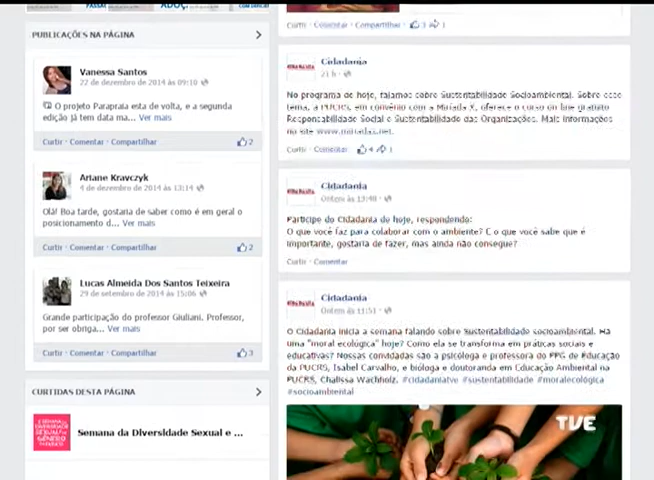 PUBLICAÇÕES NA PÁGINA
Vanessa Santos
22 de dezembro de 2014 às 09:10
O projeto Parapraia esta de volta, e a segunda
edição já tem data ma... Ver mais
Curtir · Comentar · Compartilhar 2
Ariane Kravczyk
4 de dezembro de 2014 às 13:14
Olá! Boa tarde, gostaria de saber como é em geral o
posicionamento d... Ver mais
Curtir · Comentar · Compartilhar 2
Lucas Almeida Dos Santos Teixeira
29 de setembro de 2014 às 15:06
Grande participação do professor Giuliani. Professor,
por ser obriga... Ver mais
Curtir · Comentar · Compartilhar 3
CURTIDAS DESTA PÁGINA
Semana da Diversidade Sexual e ...
Curtir · Comentar · Compartilhar 3 1
Cidadania
21 h
No programa de hoje, falamos sobre Sustentabilidade Socioambiental. Sobre esse
tema, a PUCRS, em convênio com a Miríada X, oferece o curso on line gratuito
Responsabilidade Social e Sustentabilidade das Organizações. Mais informações
no site www.miriadax.net.
Curtir · Comentar 4 1
Cidadania
Ontem às 13:48
Participe do Cidadania de hoje, respondendo:
O que você faz para colaborar com o ambiente? E o que você sabe que é
importante, gostaria de fazer, mas ainda não consegue?
Curtir · Comentar
Cidadania
Ontem às 11:51
O Cidadania inicia a semana falando sobre sustentabilidade socioambiental. Há
uma "moral ecológica" hoje? Como ela se transforma em práticas sociais e
educativas? Nossas convidadas são a psicóloga e professora do PPG de Educação
da PUCRS, Isabel Carvalho, e bióloga e doutoranda em Educação Ambiental na
PUCRS, Chalissa Wachholz. #cidadaniatve #sustentabilidade #moralecológica
#socioambiental
TVE